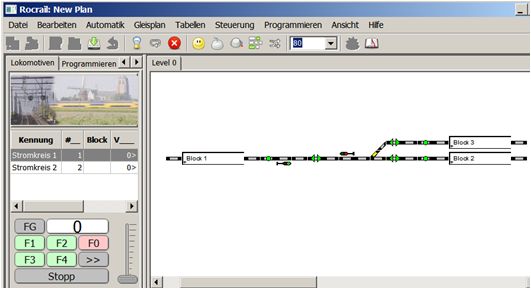 Rocrail: New Plan
Datei Bearbeiten Automatik Gleisplan Tabellen Steuerung Programmieren Ansicht Hilfe
80
Lokomotiven Programmieren
Level 0
Kennung #__ Block V___
Stromkreis 1 1 0>
Stromkreis 2 2 0>
Block 1
Block 3
Block 2
FG 0
F1 F2 F0
F3 F4 >>
Stopp